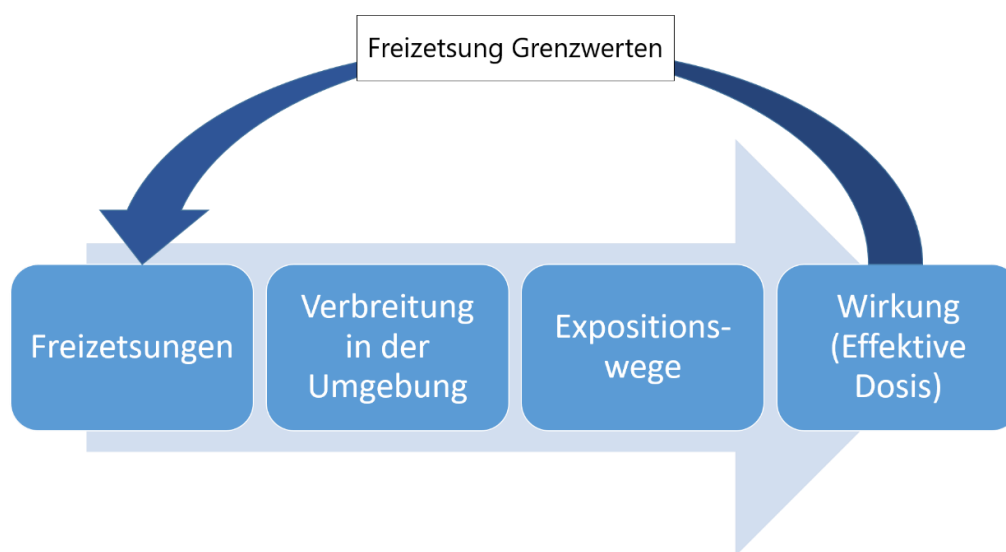 Freizetsung Grenzwerten
Freizetsungen
Verbreitung
in der
Umgebung
Expositions-
wege
Wirkung
(Effektive
Dosis)